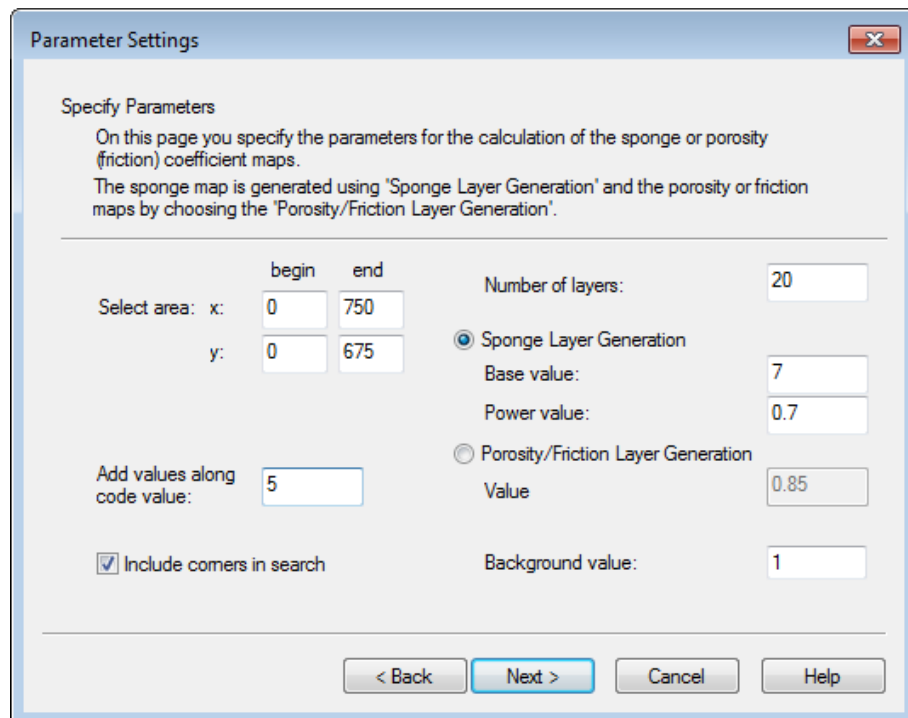 Parameter Settings
Specify Parameters
On this page you specify the parameters for the calculation of the sponge or porosity
(friction) coefficient maps.
The sponge map is generated using 'Sponge Layer Generation' and the porosity or friction
maps by choosing the 'Porosity/Friction Layer Generation'.
begin end
Select area: x: 0 750
y: 0 675
Add values along
code value: 5
Include corners in search
Number of layers: 20
Sponge Layer Generation
Base value: 7
Power value: 0.7
Porosity/Friction Layer Generation
Value 0.85
Background value: 1
< Back Next > Cancel Help